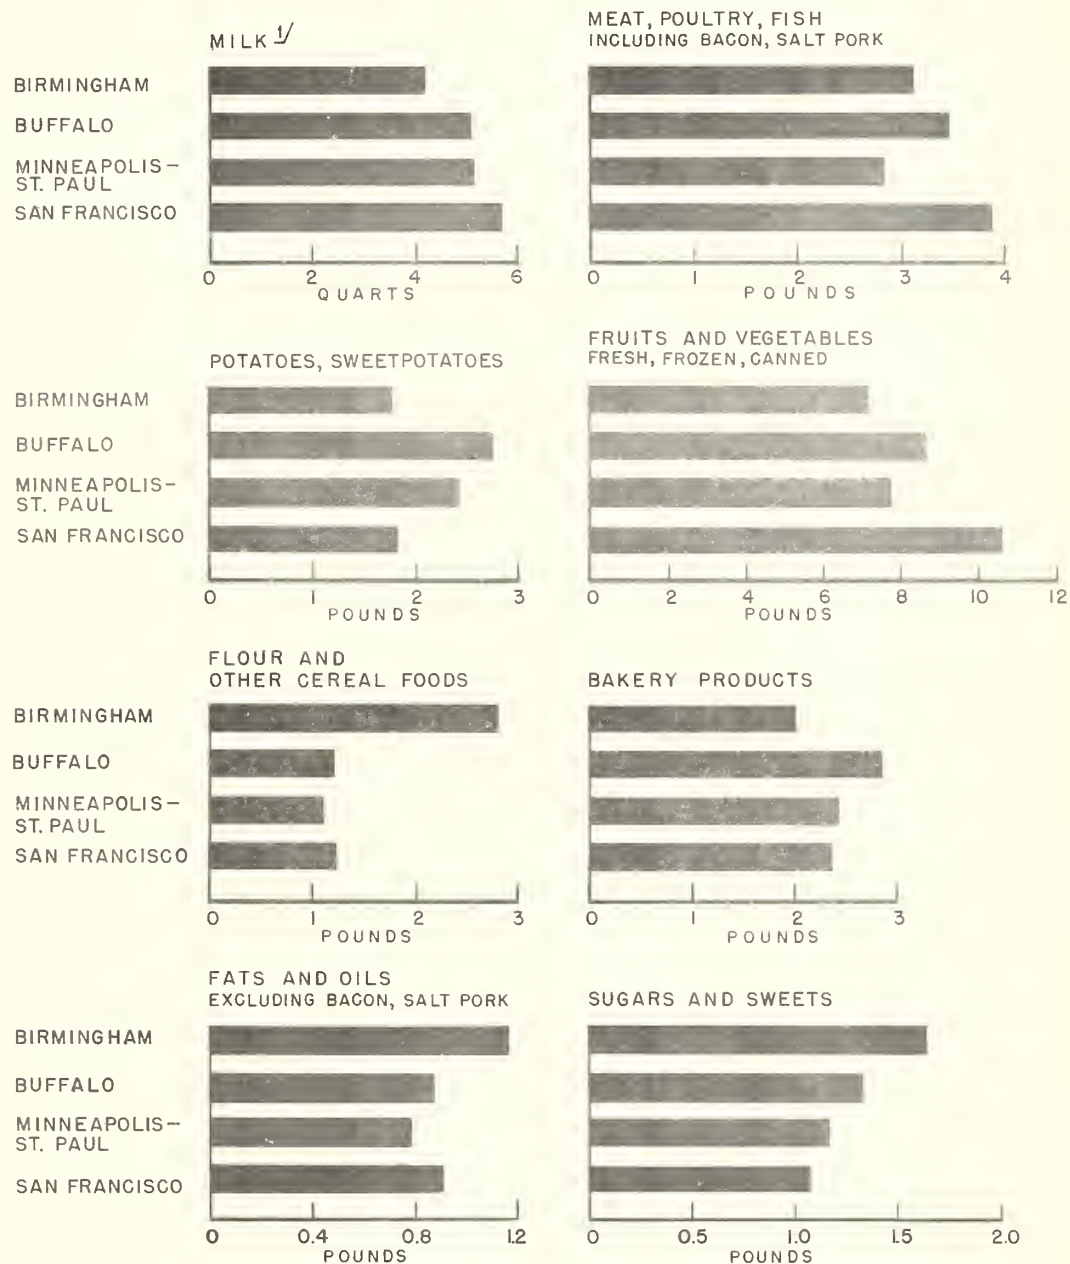 MILK 1/
BIRMINGHAM
BUFFALO
MINNEAPOLIS-
ST. PAUL
SAN FRANCISCO
0 2 4 6
QUARTS
MEAT, POULTRY, FISH
INCLUDING BACON, SALT PORK
0 1 2 3 4
POUNDS
POTATOES, SWEETPOTATOES
BIRMINGHAM
BUFFALO
MINNEAPOLIS-
ST. PAUL
SAN FRANCISCO
0 1 2 3
POUNDS
FRUITS AND VEGETABLES
FRESH, FROZEN, CANNED
0 2 4 6 8 10 12
POUNDS
FLOUR AND
OTHER CEREAL FOODS
BIRMINGHAM
BUFFALO
MINNEAPOLIS-
ST. PAUL
SAN FRANCISCO
0 1 2 3
POUNDS
BAKERY PRODUCTS
0 1 2 3
POUNDS
FATS AND OILS
EXCLUDING BACON, SALT PORK
BIRMINGHAM
BUFFALO
MINNEAPOLIS-
ST. PAUL
SAN FRANCISCO
0 0.4 0.8 1.2
POUNDS
SUGARS AND SWEETS
0 0.5 1.0 1.5 2.0
POUNDS